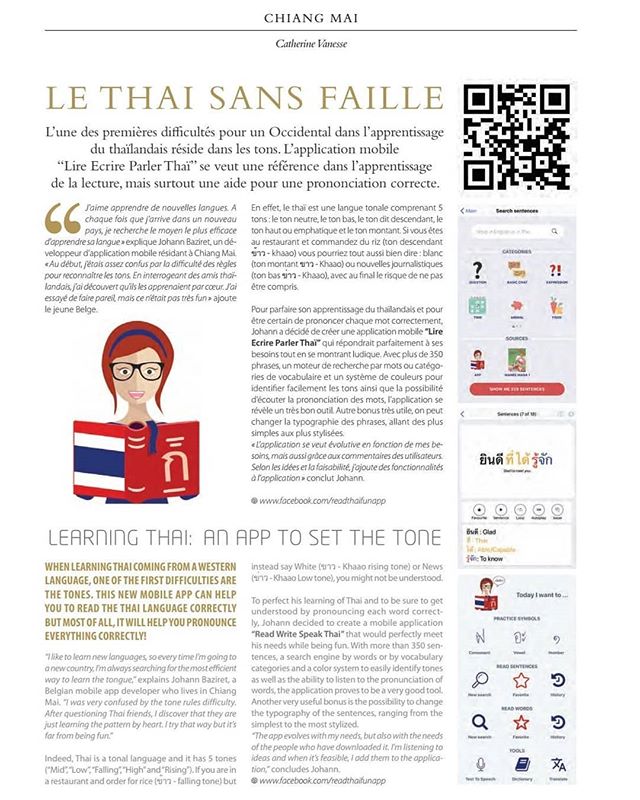 CHIANG MAI
Catherine Vanesse
LE THAI SANS FAILLE
L'une des premières difficultés pour un Occidental dans l'apprentissage
du thaïlandais réside dans les tons. L'application mobile
“Lire Ecrire Parler Thaï” se veut une référence dans l'apprentissage
de la lecture, mais surtout une aide pour une prononciation correcte.
“ J'aime apprendre de nouvelles langues. A
chaque fois que j'arrive dans un nouveau
pays, je recherche le moyen le plus efficace
d'apprendre sa langue » explique Johann Baziret, un dé-
veloppeur d'application mobile résidant à Chiang Mai.
« Au début, j'étais assez confus par la difficulté des règles
pour reconnaître les tons. En interrogeant des amis thaï-
landais, j'ai découvert qu'ils les apprenaient par cœur. J'ai
essayé de faire pareil, mais ce n'était pas très fun » ajoute
le jeune Belge.
ก
En effet, le thaï est une langue tonale comprenant 5
tons : le ton neutre, le ton bas, le ton dit descendant, le
ton haut ou emphatique et le ton montant. Si vous êtes
au restaurant et commandez du riz (ton descendant
ข้าว - khaao) vous pourriez tout aussi bien dire : blanc
(ton montant ขาว - Khaao) ou nouvelles journalistiques
(ton bas ข่าว - Khaao), avec au final le risque de ne pas
être compris.
Pour parfaire son apprentissage du thaïlandais et pour
être certain de prononcer chaque mot correctement,
Johann a décidé de créer une application mobile “Lire
Ecrire Parler Thaï” qui répondrait parfaitement à ses
besoins tout en se montrant ludique. Avec plus de 350
phrases, un moteur de recherche par mots ou catégo-
ries de vocabulaire et un système de couleurs pour
identifier facilement les tons ainsi que la possibilité
d'écouter la prononciation des mots, l'application se
révèle un très bon outil. Autre bonus très utile, on peut
changer la typographie des phrases, allant des plus
simples aux plus stylisées.
« L'application se veut évolutive en fonction de mes be-
soins, mais aussi grâce aux commentaires des utilisateurs.
Selon les idées et la faisabilité, j'ajoute des fonctionnalités
à l'application » conclut Johann.
www.facebook.com/readthaifunapp
LEARNING THAI: AN APP TO SET THE TONE
WHEN LEARNING THAI COMING FROM A WESTERN
LANGUAGE, ONE OF THE FIRST DIFFICULTIES ARE
THE TONES. THIS NEW MOBILE APP CAN HELP
YOU TO READ THE THAI LANGUAGE CORRECTLY
BUT MOST OF ALL, IT WILL HELP YOU PRONOUNCE
EVERYTHING CORRECTLY!
“I like to learn new languages, so every time I'm going to
a new country, I'm always searching for the most efficient
way to learn the tongue,” explains Johann Baziret, a
Belgian mobile app developer who lives in Chiang
Mai. “I was very confused by the tone rules difficulty.
After questioning Thai friends, I discover that they are
just learning the pattern by heart. I try that way but it's
far from being fun.”
Indeed, Thai is a tonal language and it has 5 tones
(“Mid”, “Low”, “Falling”, “High” and “Rising”). If you are in
a restaurant and order for rice (ข้าว - falling tone) but
instead say White (ขาว - Khaao rising tone) or News
(ข่าว - Khaao Low tone), you might not be understood.
To perfect his learning of Thai and to be sure to get
understood by pronouncing each word correct-
ly, Johann decided to create a mobile application
“Read Write Speak Thai” that would perfectly meet
his needs while being fun. With more than 350 sen-
tences, a search engine by words or by vocabulary
categories and a color system to easily identify tones
as well as the ability to listen to the pronunciation of
words, the application proves to be a very good tool.
Another very useful bonus is the possibility to change
the typography of the sentences, ranging from the
simplest to the most stylized.
“The app evolves with my needs, but also with the needs
of the people who have downloaded it. I'm listening to
ideas and when it's feasible, I add them to the applica-
tion,” concludes Johann.
www.facebook.com/readthaifunapp
Main Search sentences
CATEGORIES
QUESTION BASIC CHAT EXPRESSION
TIME ANIMAL FOOD
SOURCES
APP MANEE MANA 1
SHOW ME 350 SENTENCES
Sentences (7 of 18)
ยินดี ที่ ได้ รู้จัก
Glad to meet you
Favourite Sentence Loop Autoplay Save
ยินดี : Glad
ที่ : That
ได้ : Able/Capable
รู้จัก: To know
Today I want to ...
PRACTICE SYMBOLS
Consonant Vowel Number
READ SENTENCES
New search Favorite History
READ WORDS
New search Favorite History
TOOLS
Text To Speech Dictionary Translate